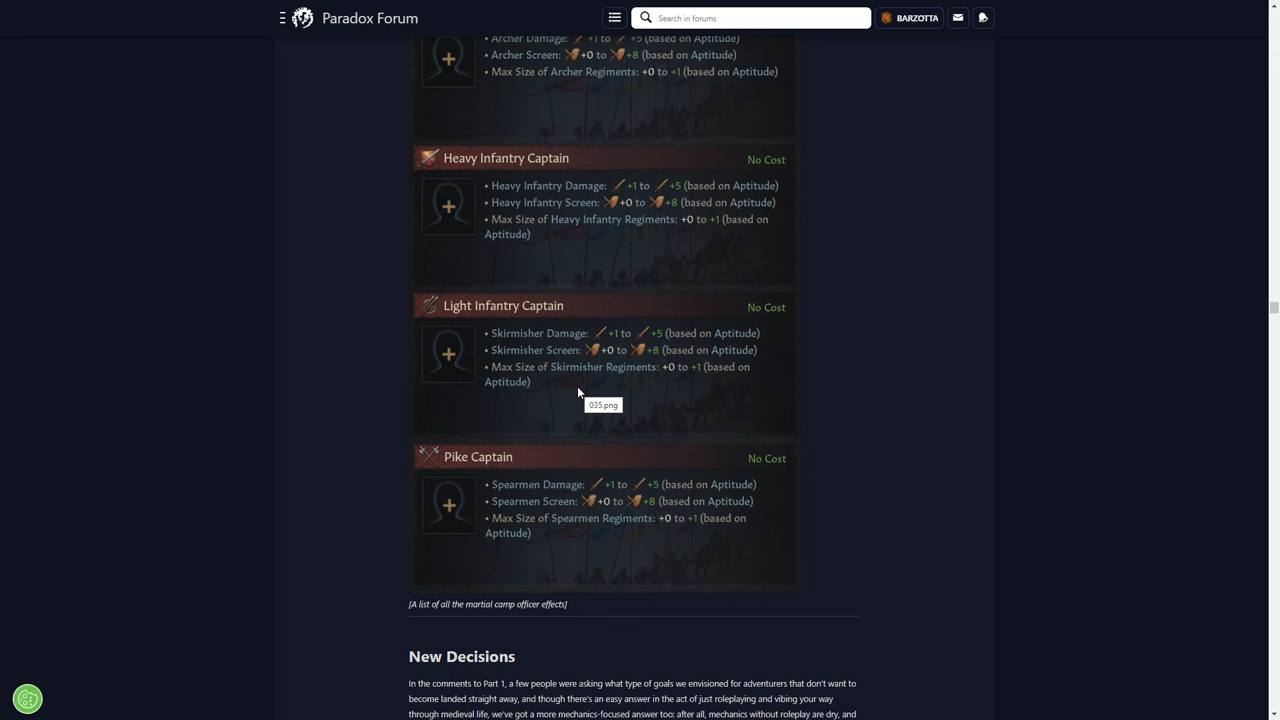 Paradox Forum
Search in forums
BARZOTTA
• Archer Damage: +1 to +5 (based on Aptitude)
• Archer Screen: +0 to +8 (based on Aptitude)
• Max Size of Archer Regiments: +0 to +1 (based on Aptitude)
Heavy Infantry Captain No Cost
• Heavy Infantry Damage: +1 to +5 (based on Aptitude)
• Heavy Infantry Screen: +0 to +8 (based on Aptitude)
• Max Size of Heavy Infantry Regiments: +0 to +1 (based on
Aptitude)
Light Infantry Captain No Cost
• Skirmisher Damage: +1 to +5 (based on Aptitude)
• Skirmisher Screen: +0 to +8 (based on Aptitude)
• Max Size of Skirmisher Regiments: +0 to +1 (based on
Aptitude)
035.png
Pike Captain No Cost
• Spearmen Damage: +1 to +5 (based on Aptitude)
• Spearmen Screen: +0 to +8 (based on Aptitude)
• Max Size of Spearmen Regiments: +0 to +1 (based on
Aptitude)
[A list of all the martial camp officer effects]
New Decisions
In the comments to Part 1, a few people were asking what type of goals we envisioned for adventurers that don't want to
become landed straight away, and though there's an easy answer in the act of just roleplaying and vibing your way
through medieval life, we've got a more mechanics-focused answer too: after all, mechanics without roleplay are dry, and